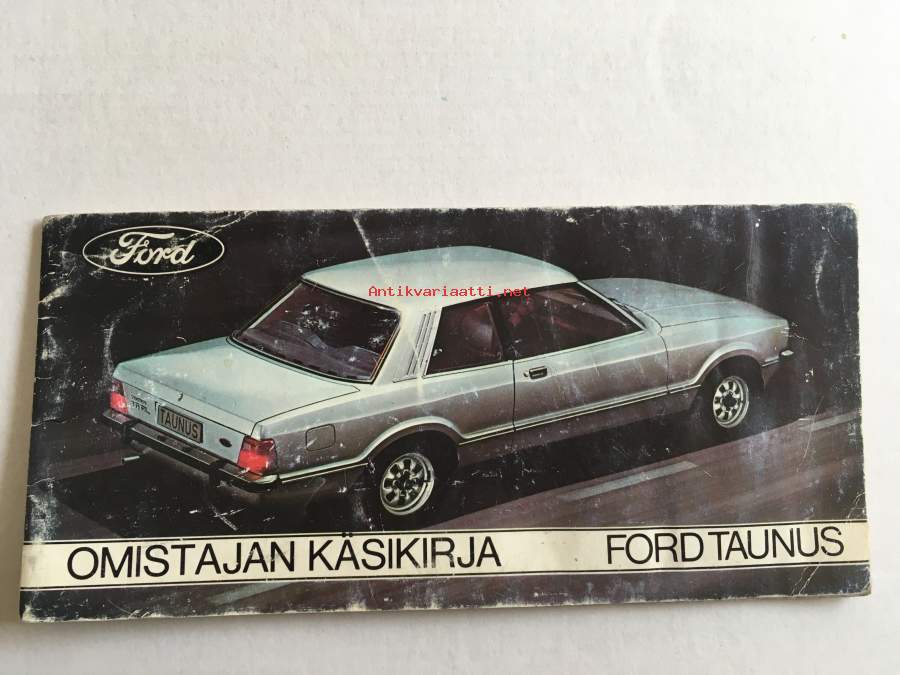 Ford
Antikvariaatti.net
TAUNUS
OMISTAJAN KÄSIKIRJA FORD TAUNUS